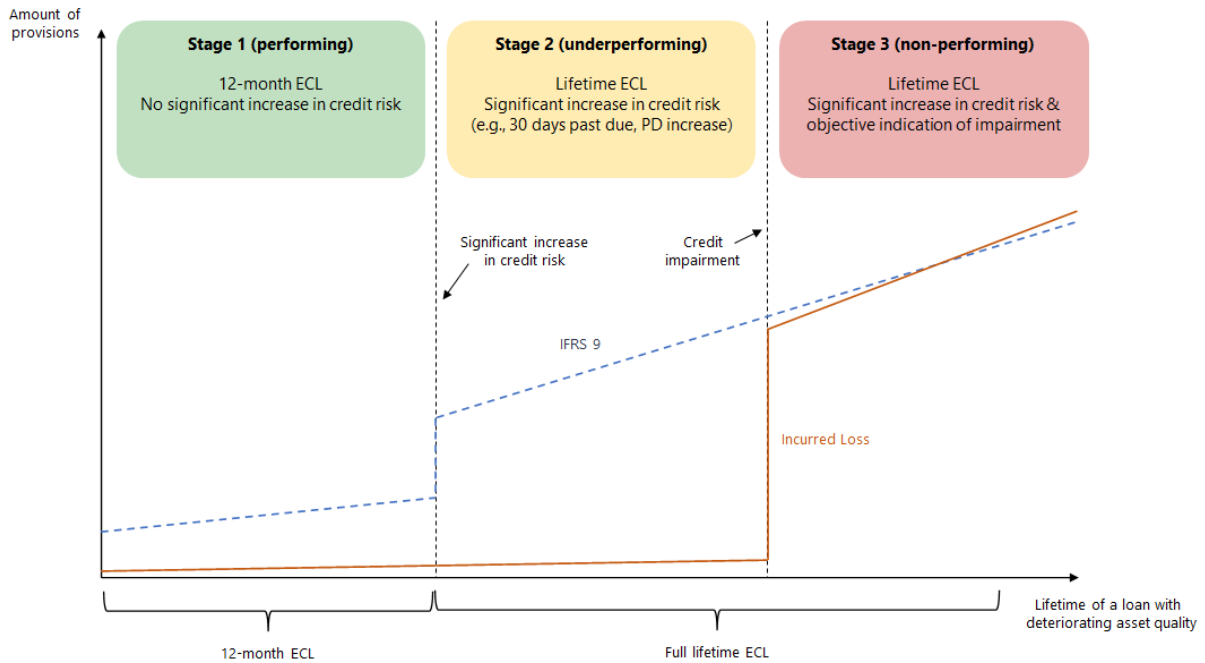 Amount of
provisions
Stage 1 (performing)
12-month ECL
No significant increase in credit risk
Stage 2 (underperforming)
Lifetime ECL
Significant increase in credit risk
(e.g., 30 days past due, PD increase)
Stage 3 (non-performing)
Lifetime ECL
Significant increase in credit risk &
objective indication of impairment
Significant increase
in credit risk
Credit
impairment
IFRS 9
Incurred Loss
Lifetime of a loan with
deteriorating asset quality
12-month ECL
Full lifetime ECL